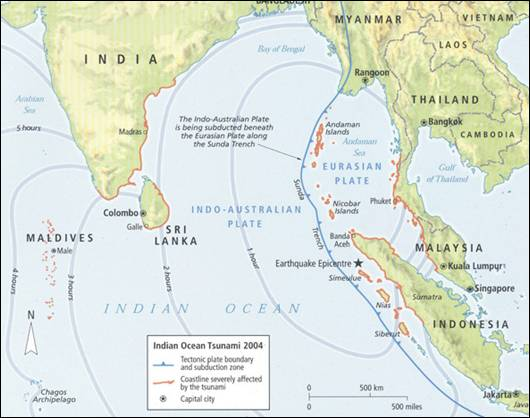 BANGLADESH
MYANMAR
VIETNAM
INDIA
LAOS
Bay of Bengal
Rangoon
Arabian
Sea
THAILAND
Bangkok
5 hours
Madras
The Indo-Australian Plate
is being subducted beneath
the Eurasian Plate along
the Sunda Trench
Andaman
Islands
Andaman
Sea
CAMBODIA
EURASIAN
PLATE
Gulf
of Thailand
Colombo
Galle
SRI
LANKA
INDO-AUSTRALIAN
PLATE
Sunda
Trench
Nicobar
Islands
Phuket
MALDIVES
Male
Banda
Aceh
MALAYSIA
Kuala Lumpur
4 hours
3 hours
2 hours
1 hour
Earthquake Epicentre
Simeulue
Singapore
INDIAN OCEAN
Nias
Sumatra
INDONESIA
N
Siberut
Indian Ocean Tsunami 2004
Tectonic plate boundary
and subduction zone
Coastline severely affected
by the tsunami
Capital city
Chagos
Archipelago
0 500 km
0 500 miles
Jakarta
Java